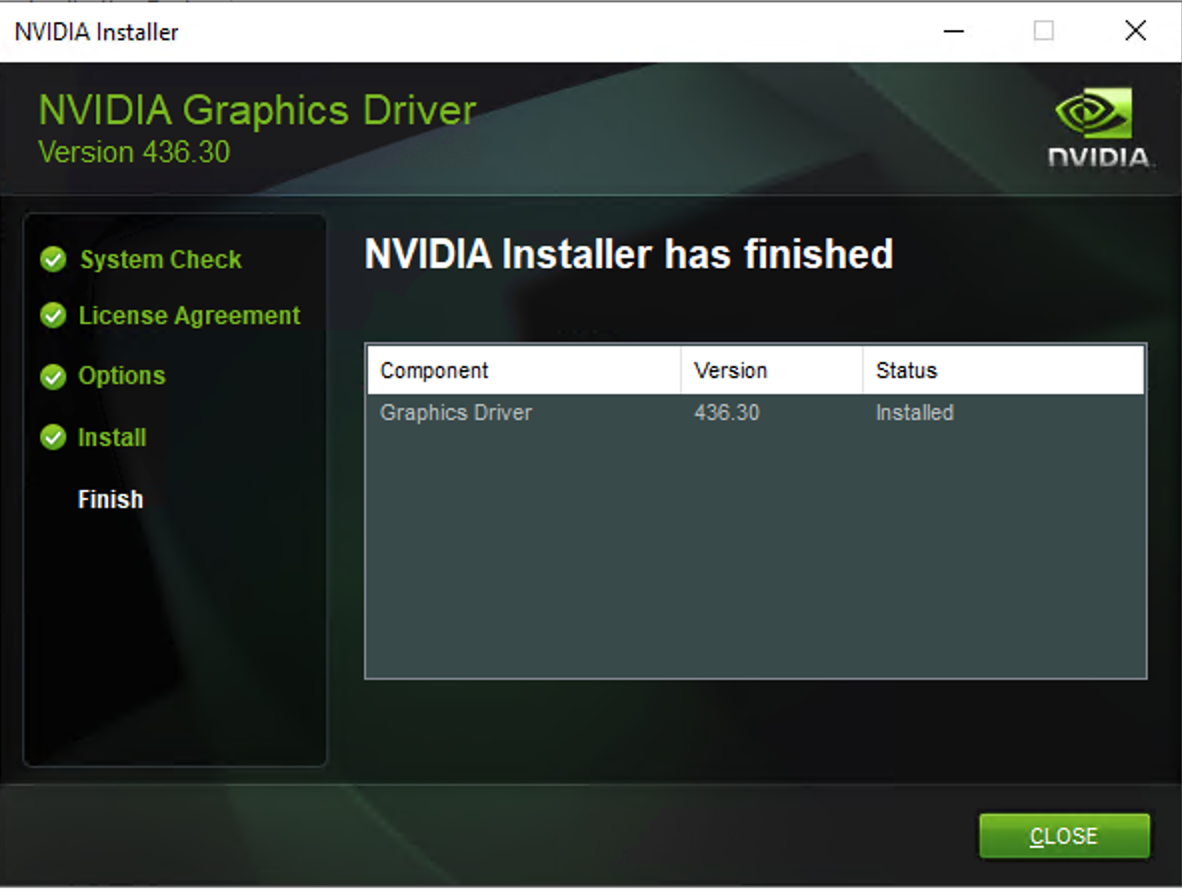 NVIDIA Installer
NVIDIA Graphics Driver
Version 436.30
NVIDIA
System Check
License Agreement
Options
Install
Finish
NVIDIA Installer has finished
Component Version Status
Graphics Driver 436.30 Installed
CLOSE